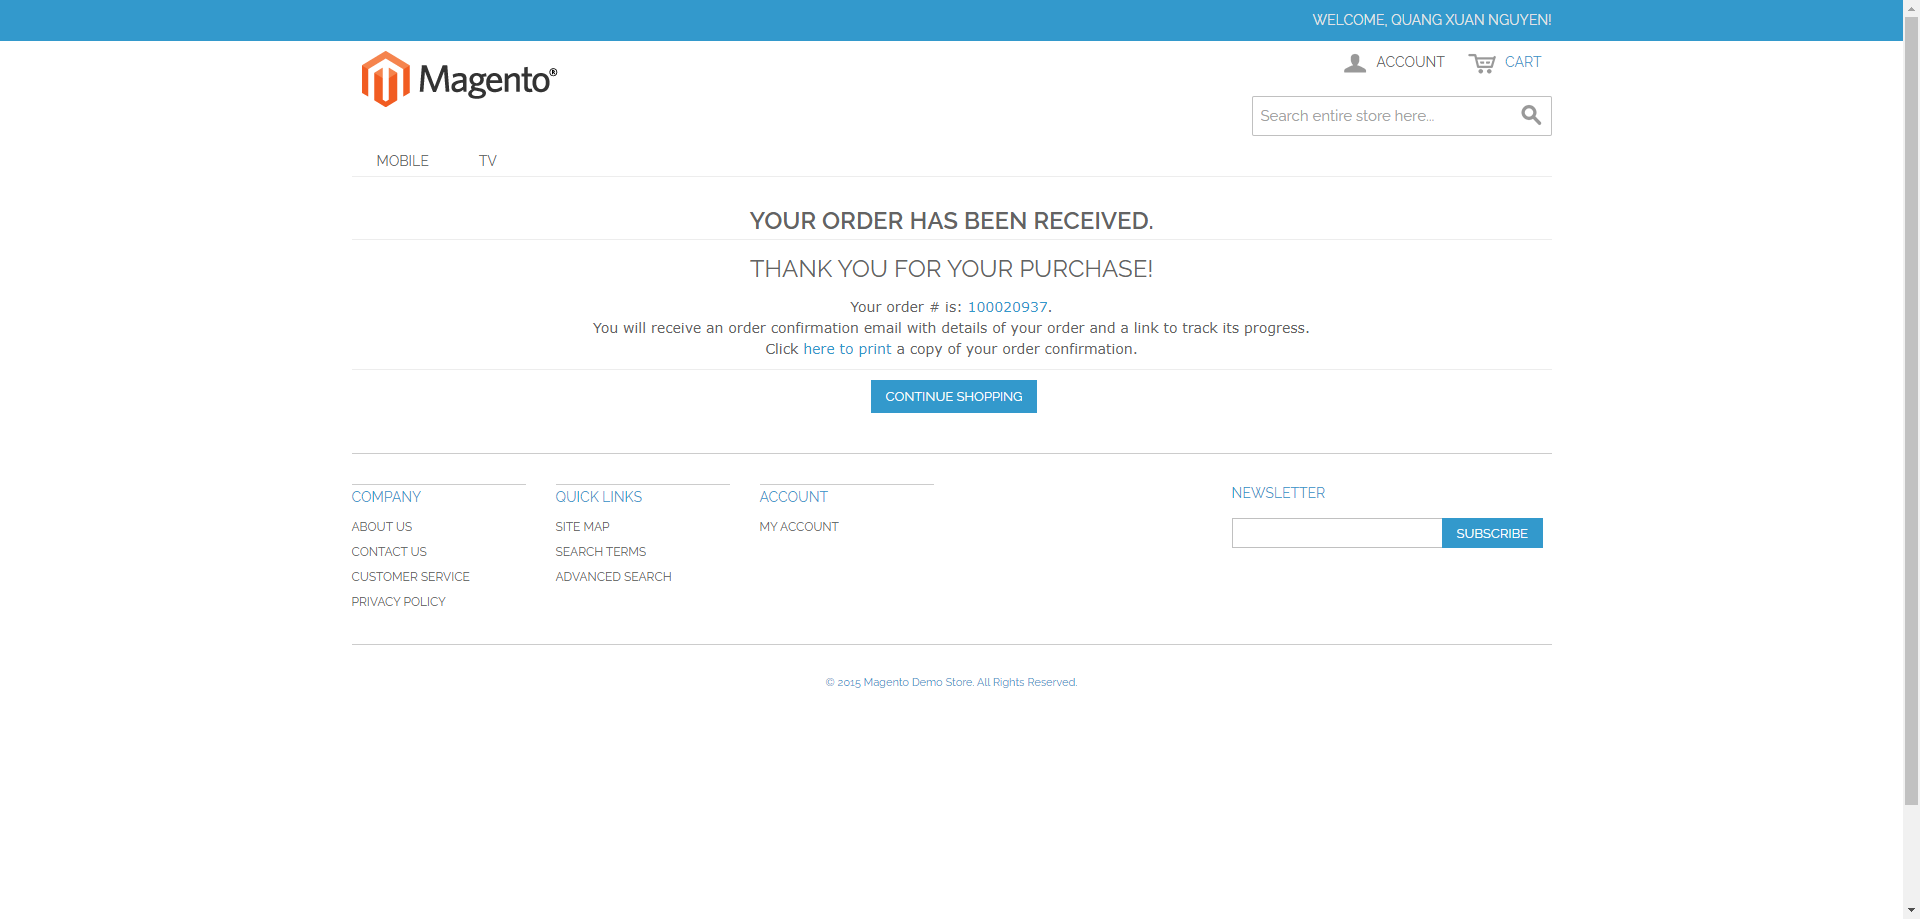 WELCOME, QUANG XUAN NGUYEN!
Magento®
ACCOUNT
CART
Search entire store here...
MOBILE
TV
YOUR ORDER HAS BEEN RECEIVED.
THANK YOU FOR YOUR PURCHASE!
Your order # is: 100020937.
You will receive an order confirmation email with details of your order and a link to track its progress.
Click here to print a copy of your order confirmation.
CONTINUE SHOPPING
COMPANY
ABOUT US
CONTACT US
CUSTOMER SERVICE
PRIVACY POLICY
QUICK LINKS
SITE MAP
SEARCH TERMS
ADVANCED SEARCH
ACCOUNT
MY ACCOUNT
NEWSLETTER
SUBSCRIBE
© 2015 Magento Demo Store. All Rights Reserved.